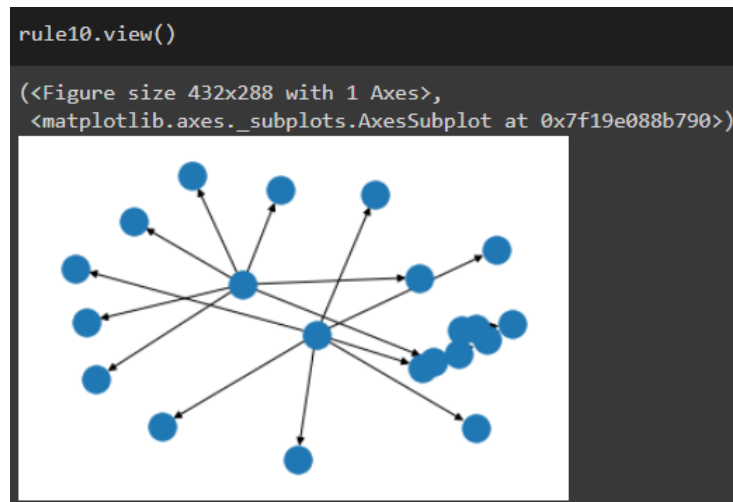 rule10.view()
(<Figure size 432x288 with 1 Axes>,
<matplotlib.axes._subplots.AxesSubplot at 0x7f19e088b790>)